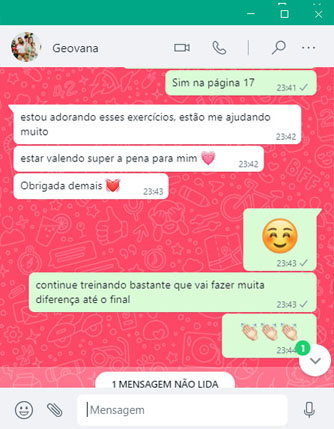 Geovana
Sim na página 17
23:41
estou adorando esses exercícios, estão me ajudando
muito
23:42
estar valendo super a pena para mim 💗
23:42
Obrigada demais 💓
23:43
☺️
23:43
continue treinando bastante que vai fazer muita
diferença até o final
23:43
👏🏻👏🏻👏🏻
23:44
1
1 MENSAGEM NÃO LIDA
Mensagem